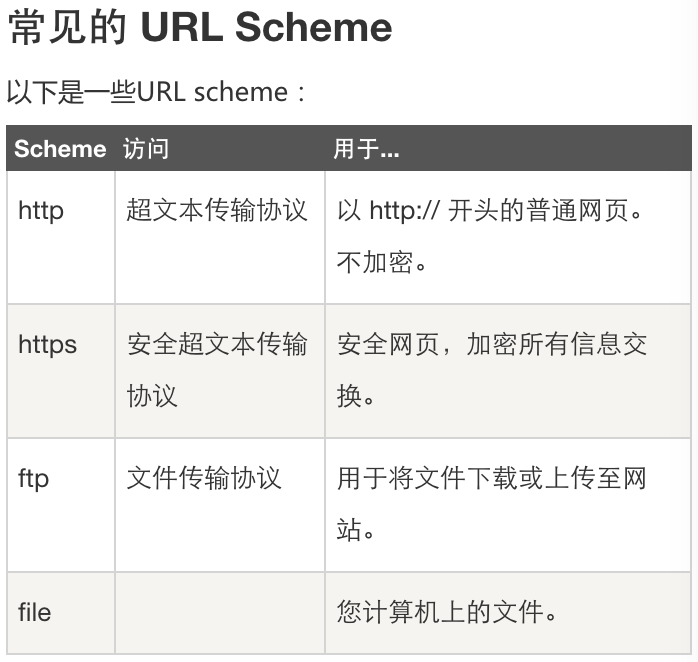 常见的 URL Scheme
以下是一些URL scheme：
Scheme 访问 用于...
http 超文本传输协议 以 http:// 开头的普通网页。
不加密。
https 安全超文本传输 安全网页，加密所有信息交
协议 换。
ftp 文件传输协议 用于将文件下载或上传至网
站。
file 您计算机上的文件。